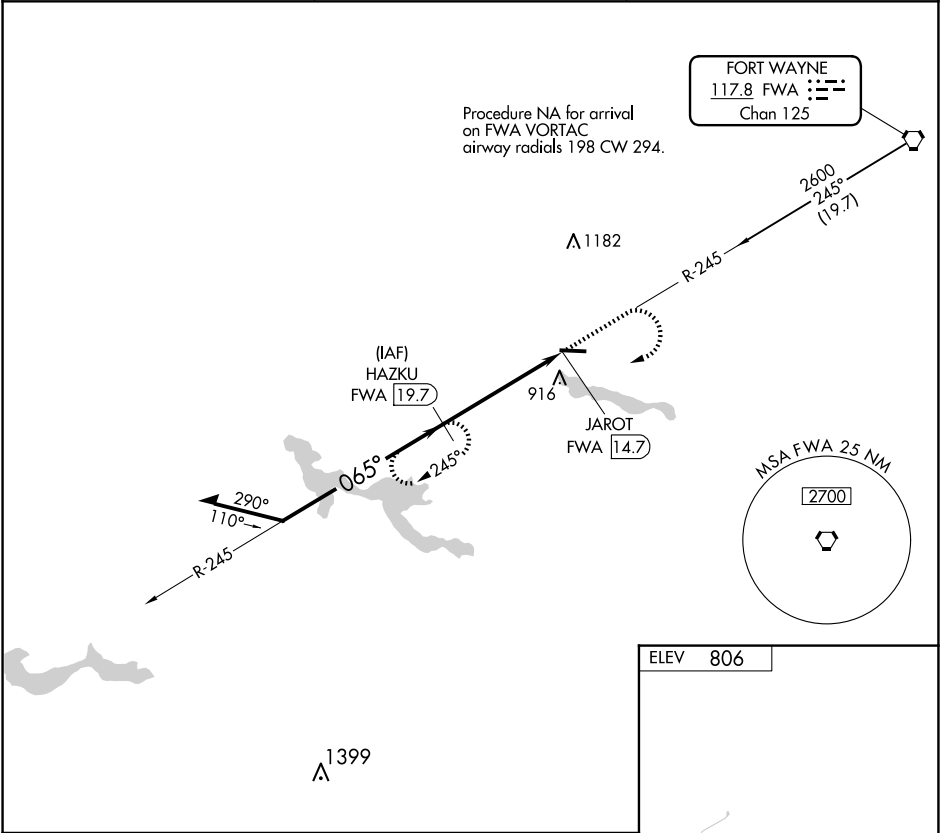 FORT WAYNE
117.8 FWA
Chan 125
Procedure NA for arrival
on FWA VORTAC
airway radials 198 CW 294.
2600
245°
(19.7)
1182
R-245
(IAF)
HAZKU
FWA 19.7
916
JAROT
FWA 14.7
245°
065°
290°
110°
R-245
MSA FWA 25 NM
2700
ELEV 806
1399